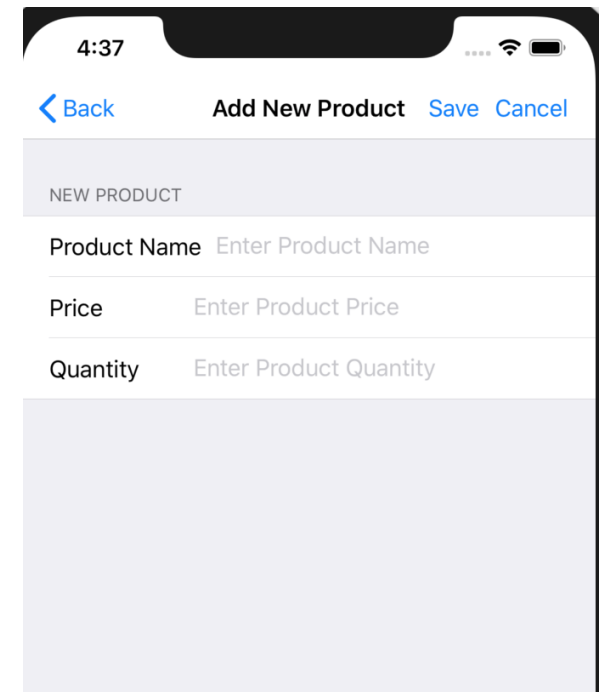 4:37
Back Add New Product Save Cancel
NEW PRODUCT
Product Name Enter Product Name
Price Enter Product Price
Quantity Enter Product Quantity